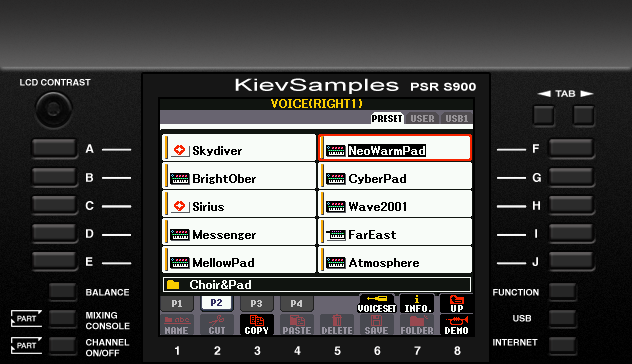 KievSamples PSR S900
LCD CONTRAST
TAB
VOICE(RIGHT1)
PRESET USER USB1
A Skydiver NeoWarmPad F
B BrightOber CyberPad G
C Sirius Wave2001 H
D Messenger FarEast I
E MellowPad Atmosphere J
Choir&Pad
BALANCE P1 P2 P3 P4 VOICESET INFO. UP FUNCTION
PART MIXING CONSOLE NAME CUT COPY PASTE DELETE SAVE FOLDER DEMO USB
PART CHANNEL ON/OFF INTERNET
1 2 3 4 5 6 7 8